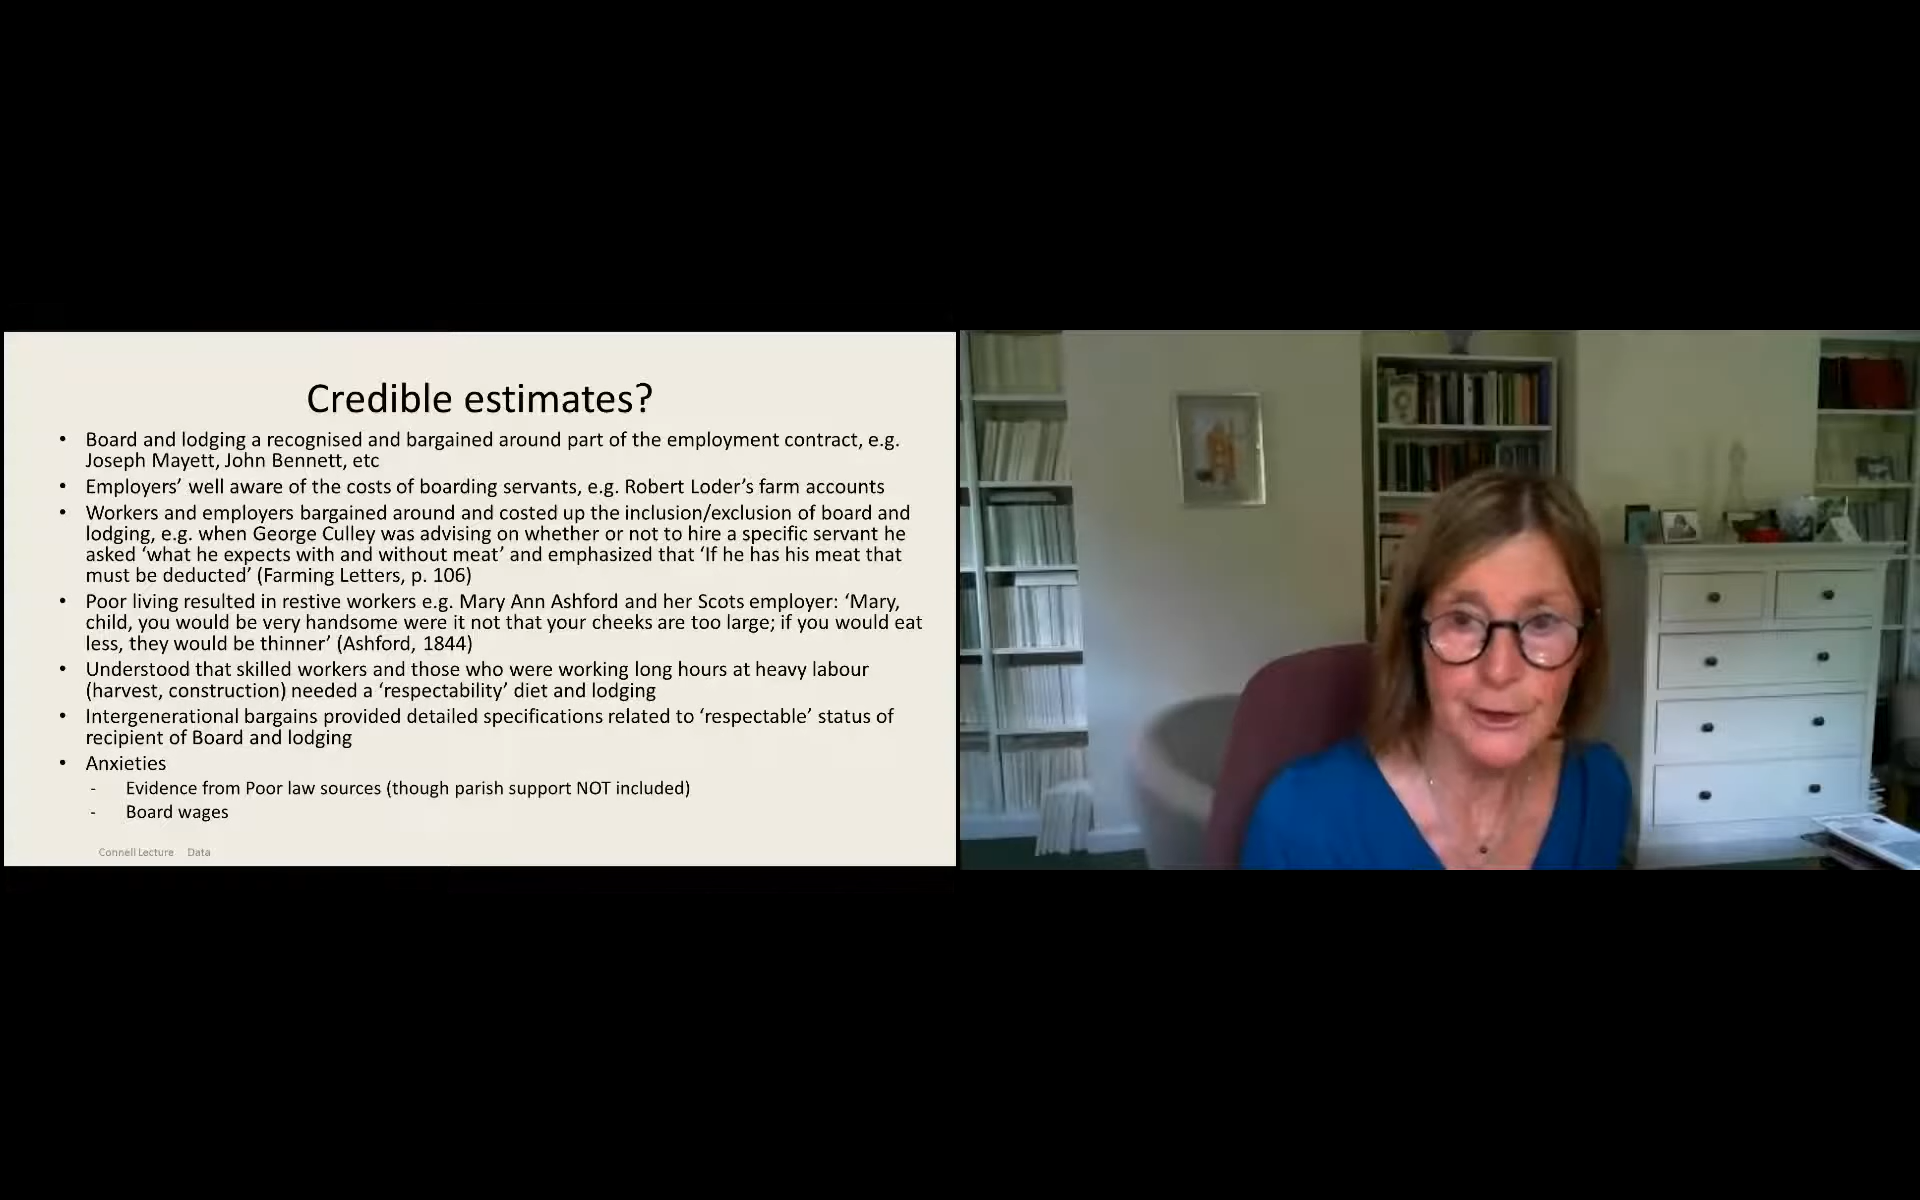 Credible estimates?
• Board and lodging a recognised and bargained around part of the employment contract, e.g.
Joseph Mayett, John Bennett, etc
• Employers’ well aware of the costs of boarding servants, e.g. Robert Loder’s farm accounts
• Workers and employers bargained around and costed up the inclusion/exclusion of board and
lodging, e.g. when George Culley was advising on whether or not to hire a specific servant he
asked ‘what he expects with and without meat’ and emphasized that ‘If he has his meat that
must be deducted’ (Farming Letters, p. 106)
• Poor living resulted in restive workers e.g. Mary Ann Ashford and her Scots employer: ‘Mary,
child, you would be very handsome were it not that your cheeks are too large; if you would eat
less, they would be thinner’ (Ashford, 1844)
• Understood that skilled workers and those who were working long hours at heavy labour
(harvest, construction) needed a ‘respectability’ diet and lodging
• Intergenerational bargains provided detailed specifications related to ‘respectable’ status of
recipient of Board and lodging
• Anxieties
- Evidence from Poor law sources (though parish support NOT included)
- Board wages
Connell Lecture Data